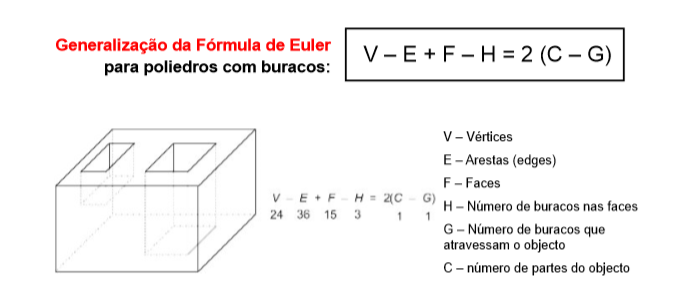 Generalização da Fórmula de Euler
para poliedros com buracos:
V – E + F – H = 2 (C – G)
V – E + F – H = 2(C – G)
24 36 15 3 1 1
V – Vértices
E – Arestas (edges)
F – Faces
H – Número de buracos nas faces
G – Número de buracos que
atravessam o objecto
C – número de partes do objecto